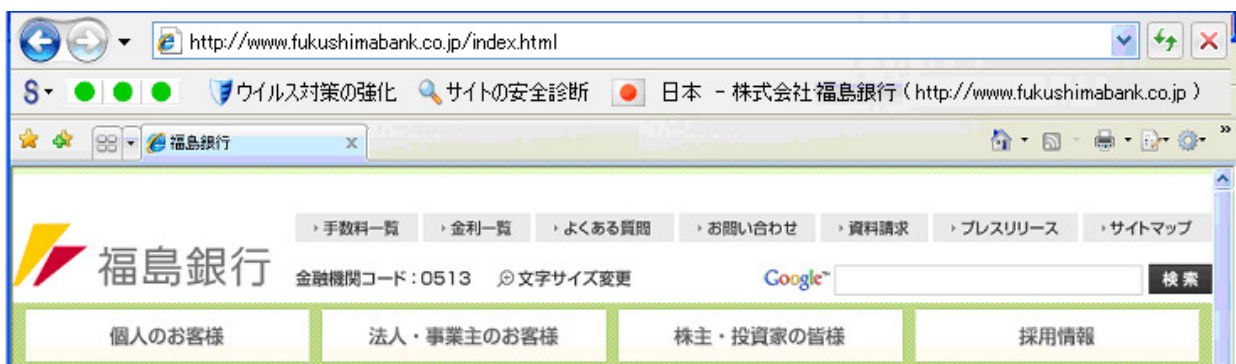 http://www.fukushimabank.co.jp/index.html
S ウイルス対策の強化 サイトの安全診断 日本 - 株式会社福島銀行 ( http://www.fukushimabank.co.jp )
福島銀行 x »
手数料一覧 金利一覧 よくある質問 お問い合わせ 資料請求 プレスリリース サイトマップ
福島銀行 金融機関コード:0513 文字サイズ変更 Google™ 検索
個人のお客様 法人・事業主のお客様 株主・投資家の皆様 採用情報